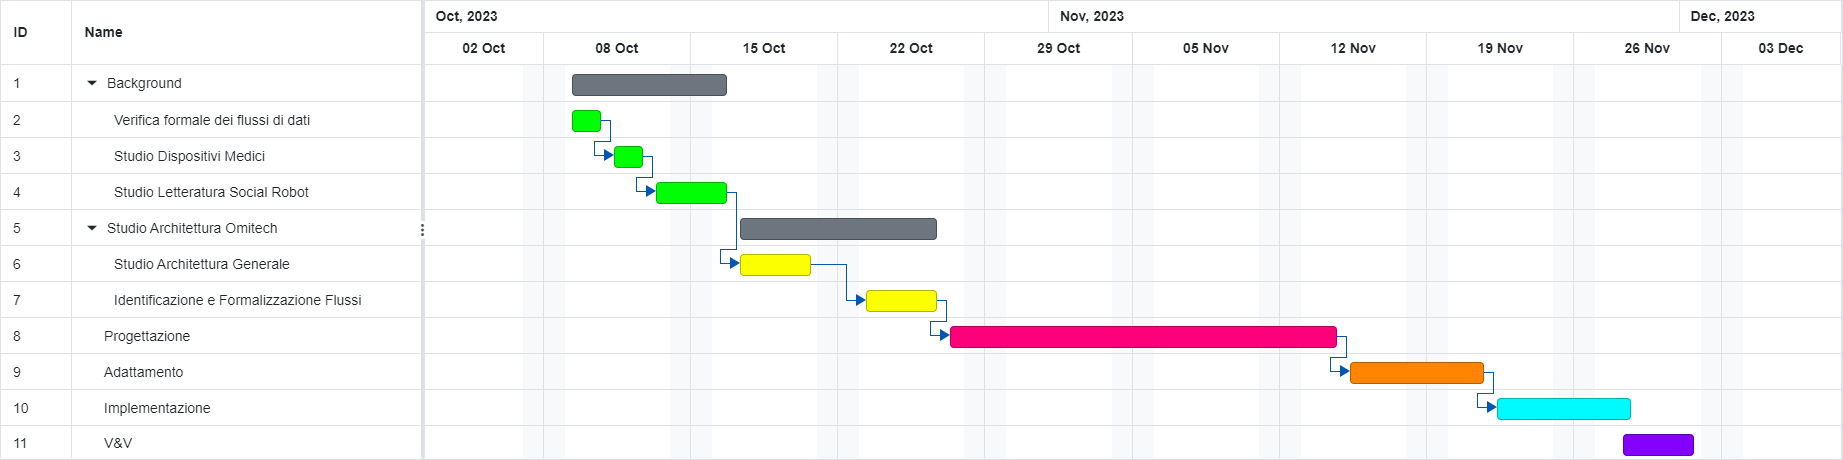 ID Name Oct, 2023 Nov, 2023 Dec, 2023
02 Oct 08 Oct 15 Oct 22 Oct 29 Oct 05 Nov 12 Nov 19 Nov 26 Nov 03 Dec
1 Background
2 Verifica formale dei flussi di dati
3 Studio Dispositivi Medici
4 Studio Letteratura Social Robot
5 Studio Architettura Omitech
6 Studio Architettura Generale
7 Identificazione e Formalizzazione Flussi
8 Progettazione
9 Adattamento
10 Implementazione
11 V&V